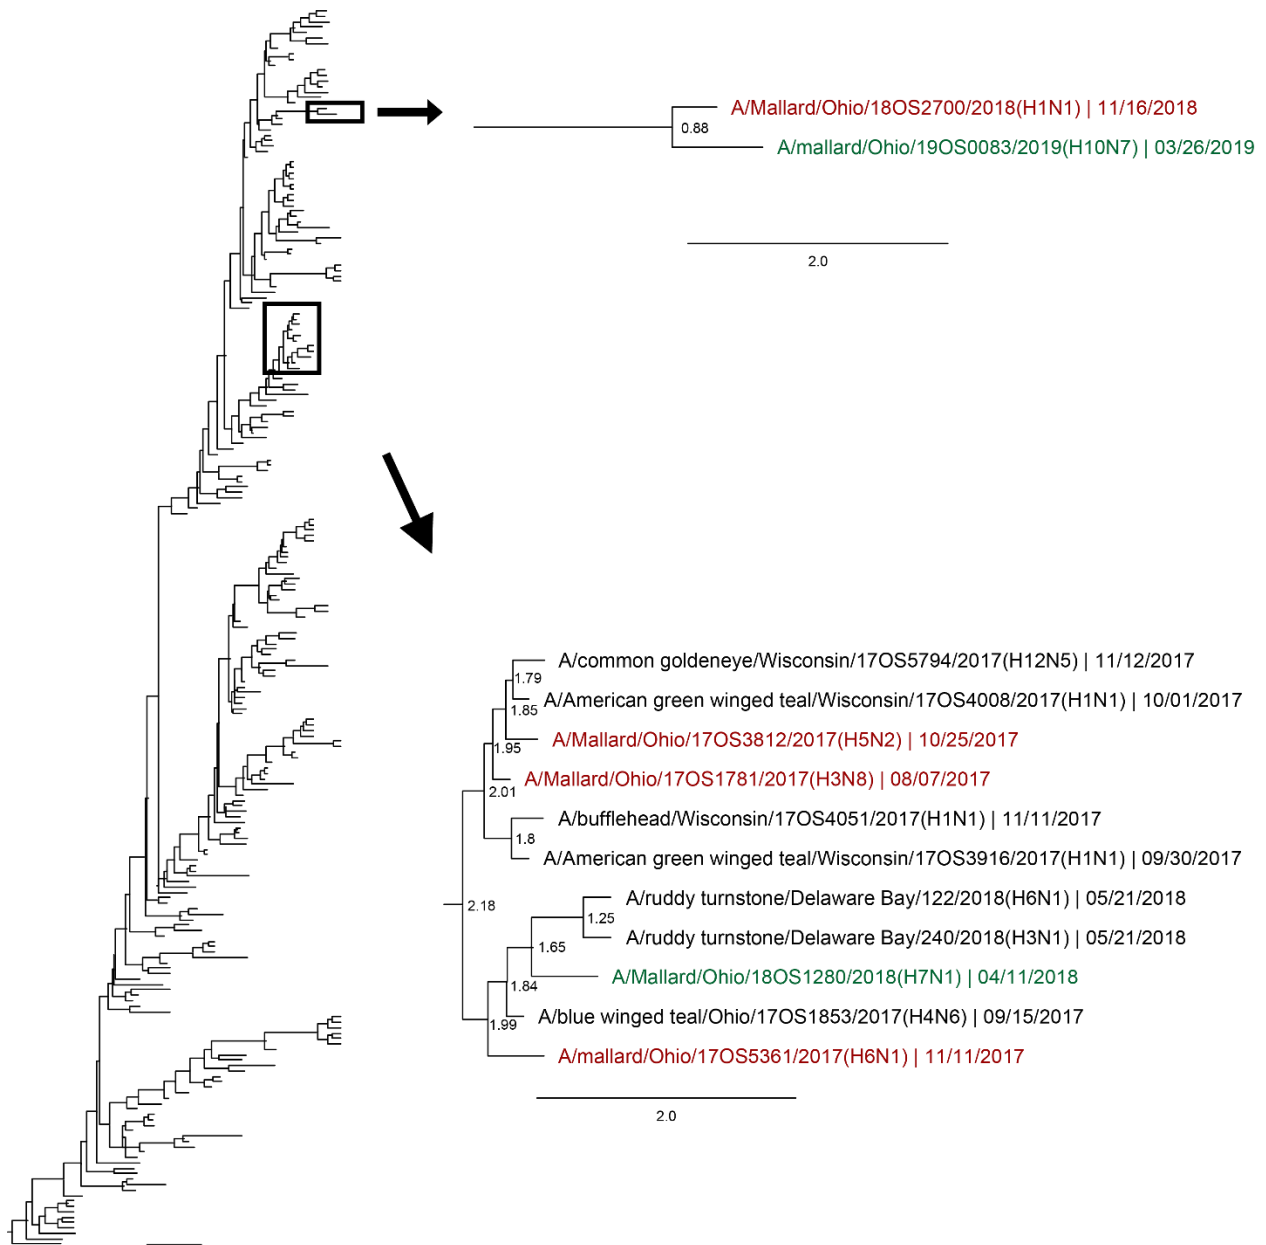 A/Mallard/Ohio/18OS2700/2018(H1N1) | 11/16/2018
0.88
A/mallard/Ohio/19OS0083/2019(H10N7) | 03/26/2019
2.0
A/common goldeneye/Wisconsin/17OS5794/2017(H12N5) | 11/12/2017
1.79
A/American green winged teal/Wisconsin/17OS4008/2017(H1N1) | 10/01/2017
1.85
A/Mallard/Ohio/17OS3812/2017(H5N2) | 10/25/2017
1.95
A/Mallard/Ohio/17OS1781/2017(H3N8) | 08/07/2017
2.01
A/bufflehead/Wisconsin/17OS4051/2017(H1N1) | 11/11/2017
1.8
A/American green winged teal/Wisconsin/17OS3916/2017(H1N1) | 09/30/2017
A/ruddy turnstone/Delaware Bay/122/2018(H6N1) | 05/21/2018
2.18
1.25
A/ruddy turnstone/Delaware Bay/240/2018(H3N1) | 05/21/2018
1.65
A/Mallard/Ohio/18OS1280/2018(H7N1) | 04/11/2018
1.84
A/blue winged teal/Ohio/17OS1853/2017(H4N6) | 09/15/2017
1.99
A/mallard/Ohio/17OS5361/2017(H6N1) | 11/11/2017
2.0